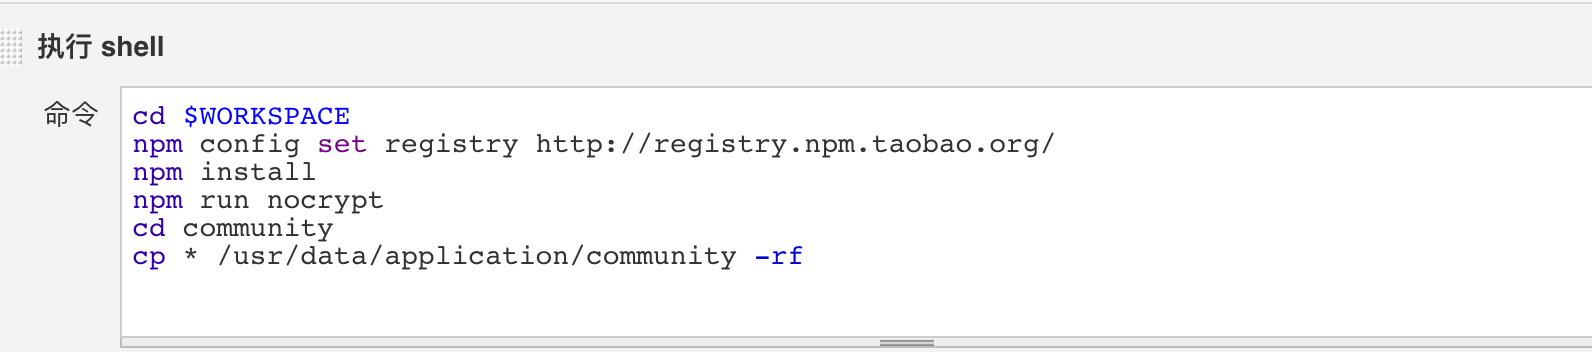 执行 shell
命令
cd $WORKSPACE
npm config set registry http://registry.npm.taobao.org/
npm install
npm run nocrypt
cd community
cp * /usr/data/application/community -rf